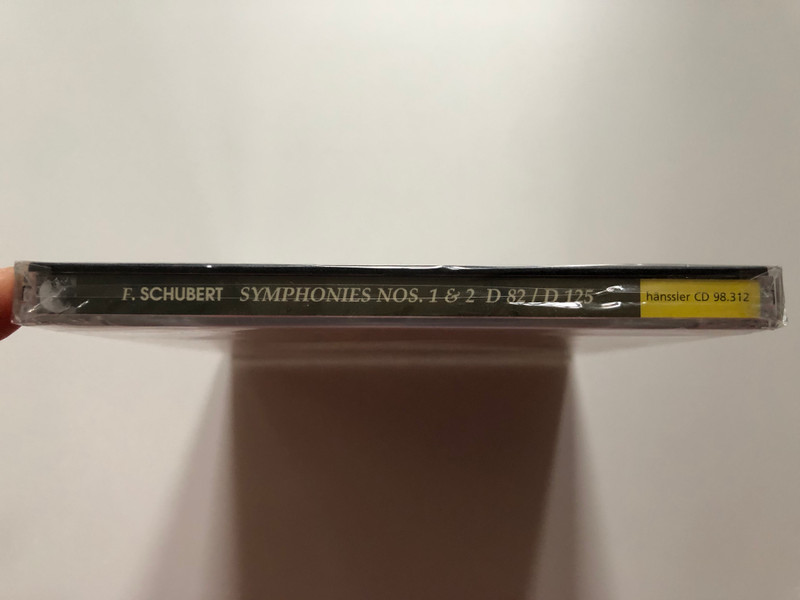 F. SCHUBERT SYMPHONIES NOS. 1 & 2 D 82 / D 125 hänssler CD 98.312